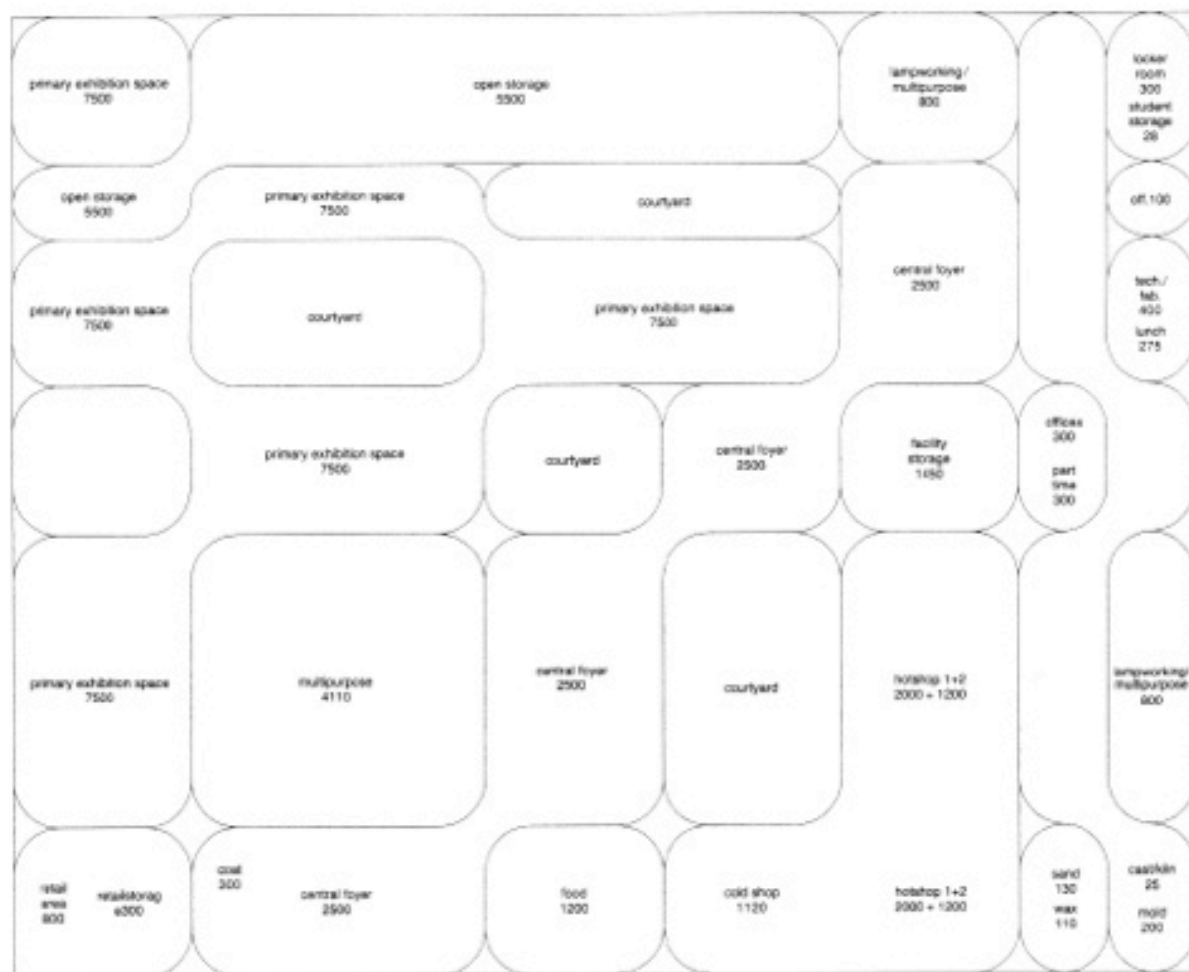 primary exhibition space
7500
open storage
5500
lampworking /
multipurpose
800
locker
room
300
student
storage
28
open storage
5500
primary exhibition space
7500
courtyard
off.100
primary exhibition space
7500
courtyard
primary exhibition space
7500
central foyer
2500
tech./
fab.
400
lunch
275
primary exhibition space
7500
courtyard
central foyer
2500
facility
storage
1450
offices
300
part
time
300
primary exhibition space
7500
multipurpose
4110
central foyer
2500
courtyard
hotshop 1+2
2000 + 1200
lampworking/
multipurpose
800
retail
area
800
retailstorag
e300
coat
300
central foyer
2500
food
1200
cold shop
1120
hotshop 1+2
2000 + 1200
sand
130
wax
110
cast/kiln
25
mold
200